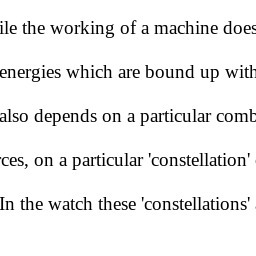 ile the working of a machine does
energies which are bound up with
also depends on a particular comb
ces, on a particular 'constellation'
In the watch these 'constellations'